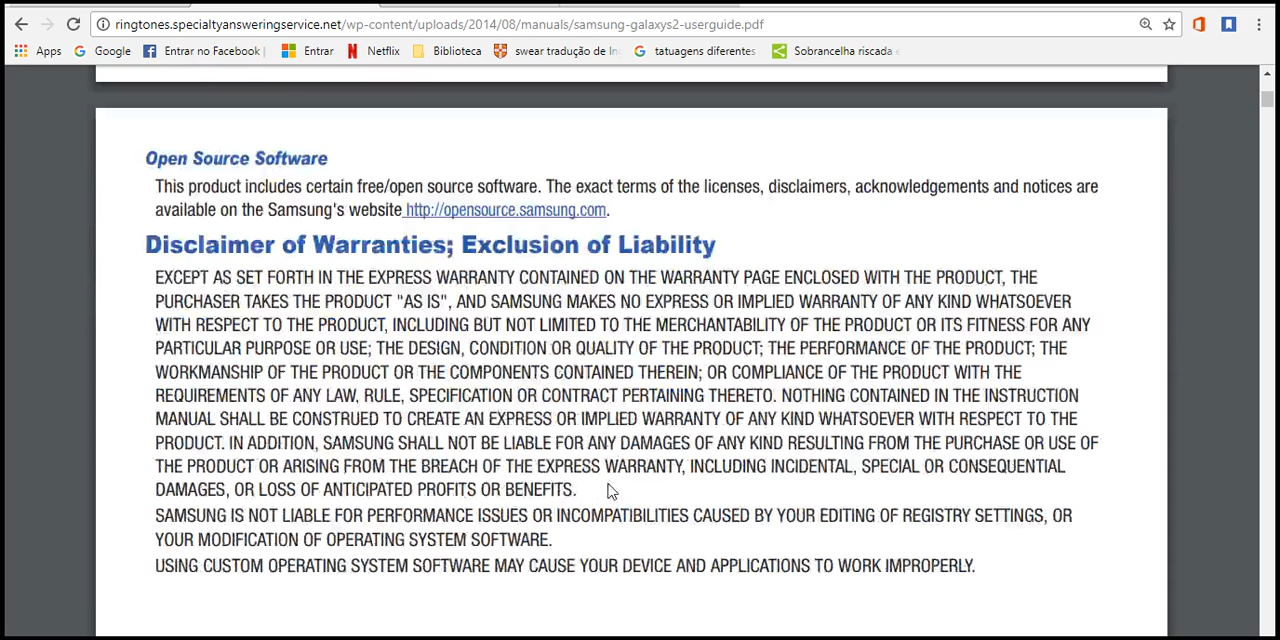 ringtones.specialtyansweringservice.net/wp-content/uploads/2014/08/manuals/samsung-galaxys2-userguide.pdf
Apps Google Entrar no Facebook | Entrar Netflix Biblioteca swear tradução de In tatuagens diferentes Sobrancelha riscada
Open Source Software
This product includes certain free/open source software. The exact terms of the licenses, disclaimers, acknowledgements and notices are
available on the Samsung's website http://opensource.samsung.com.
Disclaimer of Warranties; Exclusion of Liability
EXCEPT AS SET FORTH IN THE EXPRESS WARRANTY CONTAINED ON THE WARRANTY PAGE ENCLOSED WITH THE PRODUCT, THE
PURCHASER TAKES THE PRODUCT "AS IS", AND SAMSUNG MAKES NO EXPRESS OR IMPLIED WARRANTY OF ANY KIND WHATSOEVER
WITH RESPECT TO THE PRODUCT, INCLUDING BUT NOT LIMITED TO THE MERCHANTABILITY OF THE PRODUCT OR ITS FITNESS FOR ANY
PARTICULAR PURPOSE OR USE; THE DESIGN, CONDITION OR QUALITY OF THE PRODUCT; THE PERFORMANCE OF THE PRODUCT; THE
WORKMANSHIP OF THE PRODUCT OR THE COMPONENTS CONTAINED THEREIN; OR COMPLIANCE OF THE PRODUCT WITH THE
REQUIREMENTS OF ANY LAW, RULE, SPECIFICATION OR CONTRACT PERTAINING THERETO. NOTHING CONTAINED IN THE INSTRUCTION
MANUAL SHALL BE CONSTRUED TO CREATE AN EXPRESS OR IMPLIED WARRANTY OF ANY KIND WHATSOEVER WITH RESPECT TO THE
PRODUCT. IN ADDITION, SAMSUNG SHALL NOT BE LIABLE FOR ANY DAMAGES OF ANY KIND RESULTING FROM THE PURCHASE OR USE OF
THE PRODUCT OR ARISING FROM THE BREACH OF THE EXPRESS WARRANTY, INCLUDING INCIDENTAL, SPECIAL OR CONSEQUENTIAL
DAMAGES, OR LOSS OF ANTICIPATED PROFITS OR BENEFITS.
SAMSUNG IS NOT LIABLE FOR PERFORMANCE ISSUES OR INCOMPATIBILITIES CAUSED BY YOUR EDITING OF REGISTRY SETTINGS, OR
YOUR MODIFICATION OF OPERATING SYSTEM SOFTWARE.
USING CUSTOM OPERATING SYSTEM SOFTWARE MAY CAUSE YOUR DEVICE AND APPLICATIONS TO WORK IMPROPERLY.